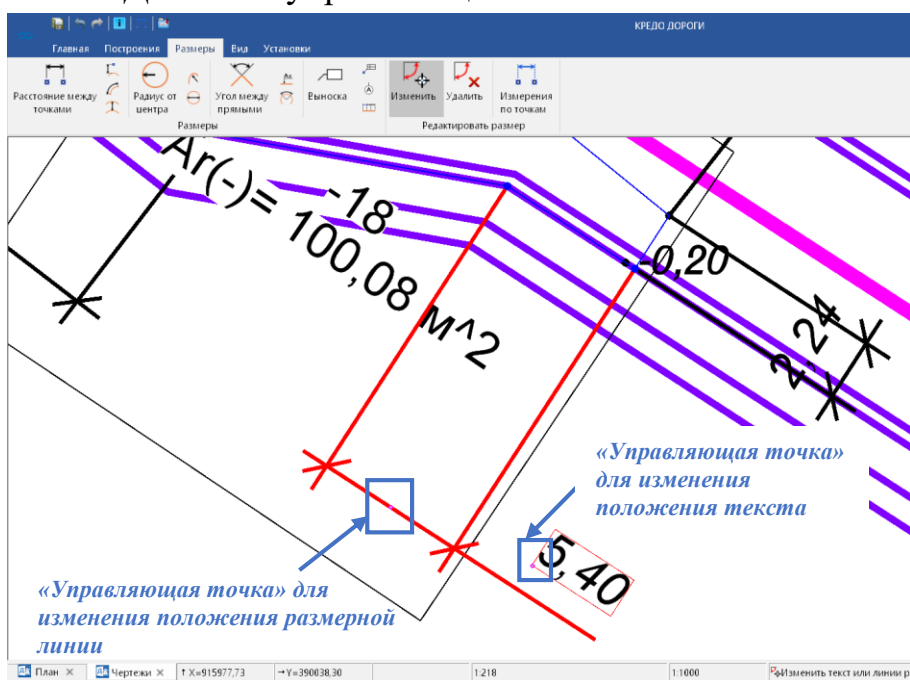 КРЕДО ДОРОГИ
Главная Построения Размеры Вид Установки
Расстояние между точками
Радиус от центра
Угол между прямыми
Выноска
Изменить
Удалить
Измерения по точкам
Размеры
Редактировать размер
Ar(-)= -18
100,08 м^2
-0,20
2,24
5,40
«Управляющая точка»
для изменения
положения текста
«Управляющая точка» для
изменения положения размерной
линии
План × Чертежи × X=915977,73 Y=390038,30 1:218 1:1000 Изменить текст или линии р